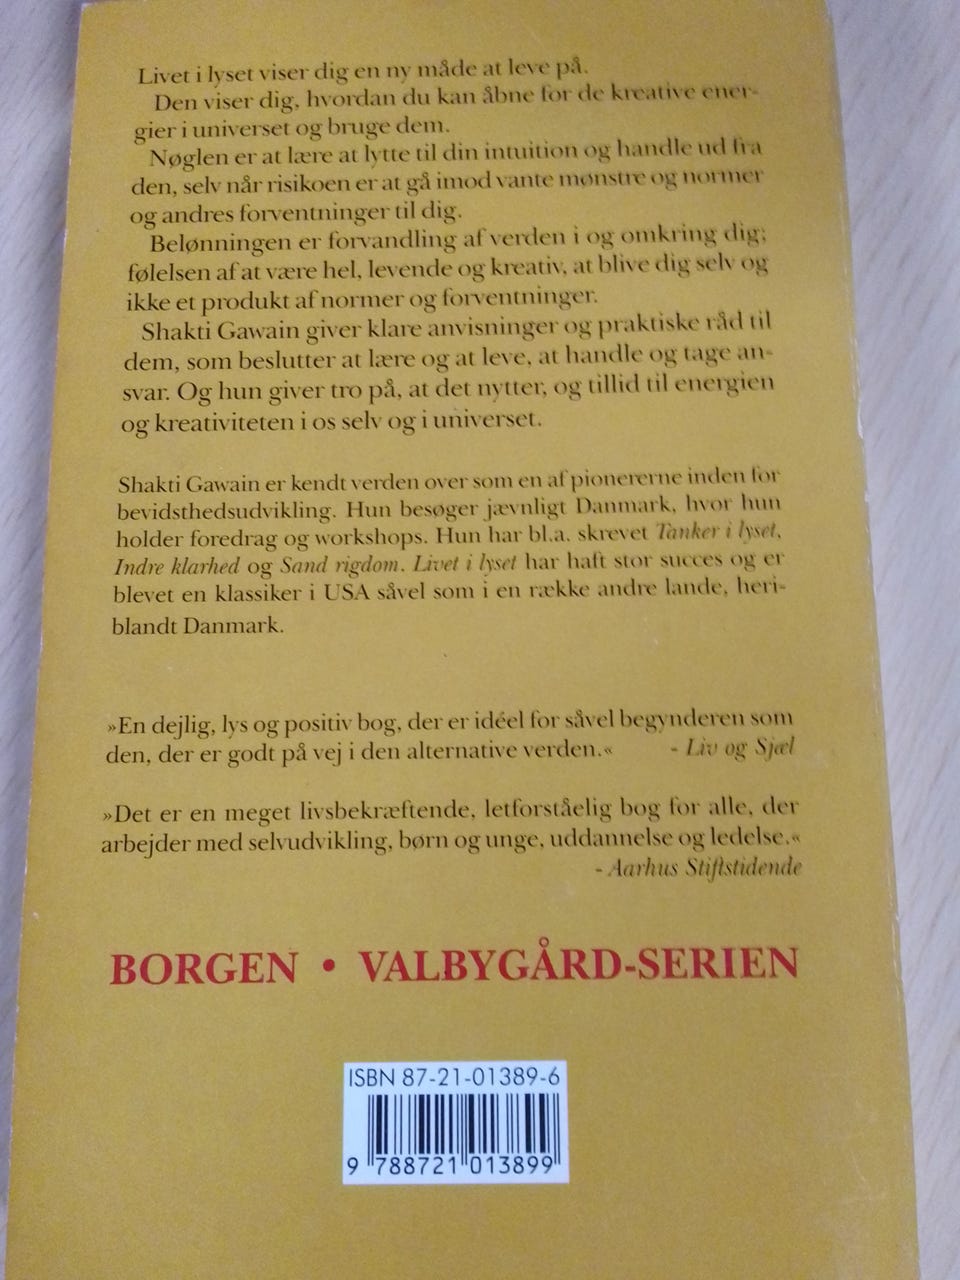 Livet i lyset viser dig en ny måde at leve på.
Den viser dig, hvordan du kan åbne for de kreative ener-
gier i universet og bruge dem.
Nøglen er at lære at lytte til din intuition og handle ud fra
den, selv når risikoen er at gå imod vante mønstre og normer
og andres forventninger til dig.
Belønningen er forvandling af verden i og omkring dig;
følelsen af at være hel, levende og kreativ, at blive dig selv og
ikke et produkt af normer og forventninger.
Shakti Gawain giver klare anvisninger og praktiske råd til
dem, som beslutter at lære og at leve, at handle og tage an-
svar. Og hun giver tro på, at det nytter, og tillid til energien
og kreativiteten i os selv og i universet.
Shakti Gawain er kendt verden over som en af pionererne inden for
bevidsthedsudvikling. Hun besøger jævnligt Danmark, hvor hun
holder foredrag og workshops. Hun har bl.a. skrevet Tanker i lyset,
Indre klarhed og Sand rigdom. Livet i lyset har haft stor succes og er
blevet en klassiker i USA såvel som i en række andre lande, heri-
blandt Danmark.
»En dejlig, lys og positiv bog, der er idéel for såvel begynderen som
den, der er godt på vej i den alternative verden.« - Liv og Sjæl
»Det er en meget livsbekræftende, letforståelig bog for alle, der
arbejder med selvudvikling, børn og unge, uddannelse og ledelse.«
- Aarhus Stiftstidende
BORGEN • VALBYGÅRD-SERIEN
ISBN 87-21-01389-6
9 788721 013899